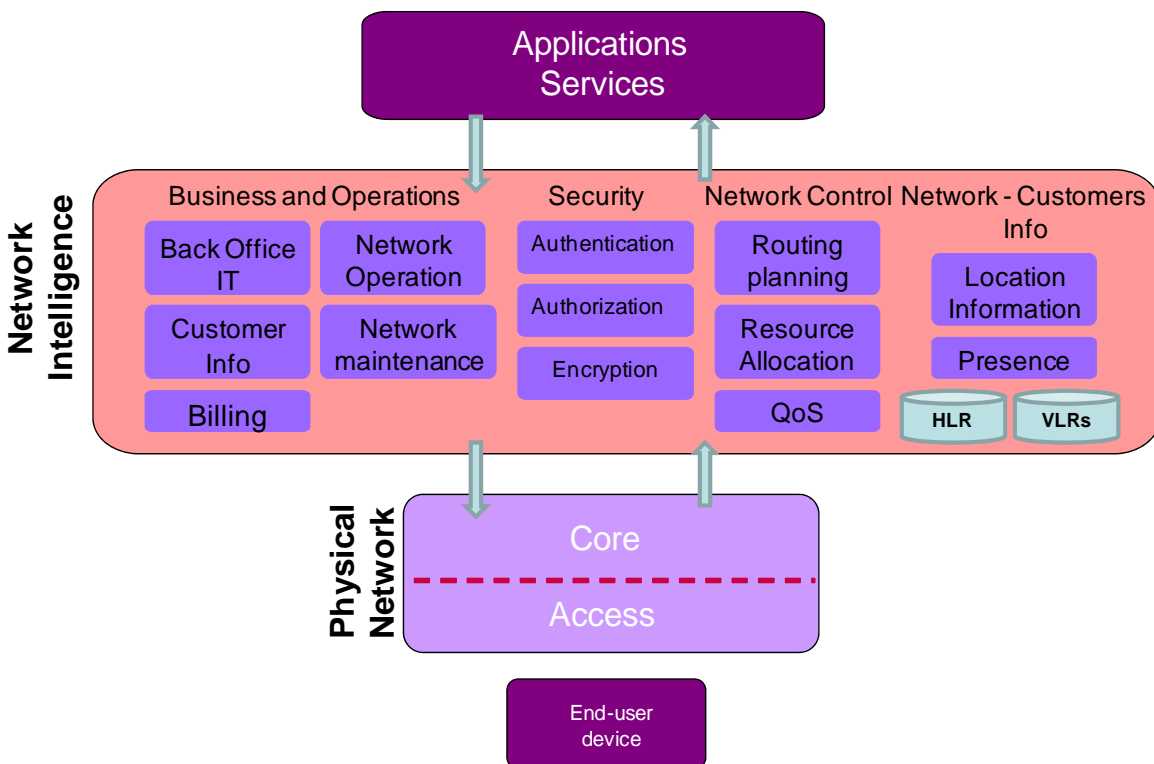 Applications
Services
Network
Intelligence
Business and Operations
Back Office
IT
Network
Operation
Customer
Info
Network
maintenance
Billing
Security
Authentication
Authorization
Encryption
Network Control
Routing
planning
Resource
Allocation
QoS
Network - Customers
Info
Location
Information
Presence
HLR
VLRs
Physical
Network
Core
Access
End-user
device